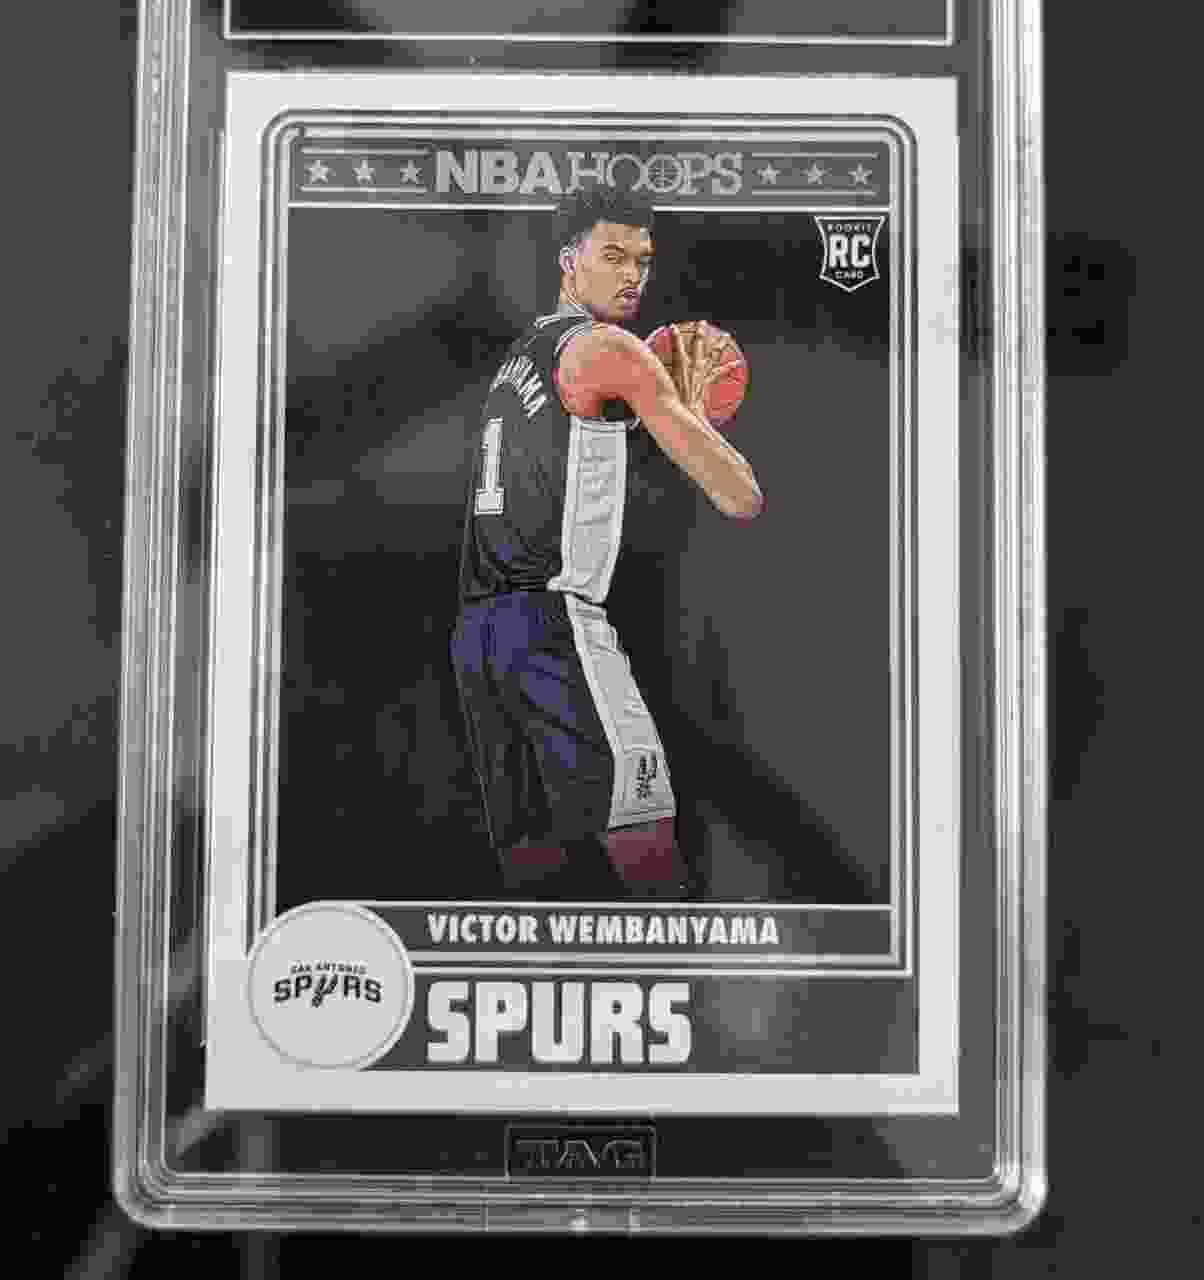 NBA HOOPS
ROOKIE
RC
CARD
1
VICTOR WEMBANYAMA
SAN ANTONIO
SPURS
SPURS
TAG